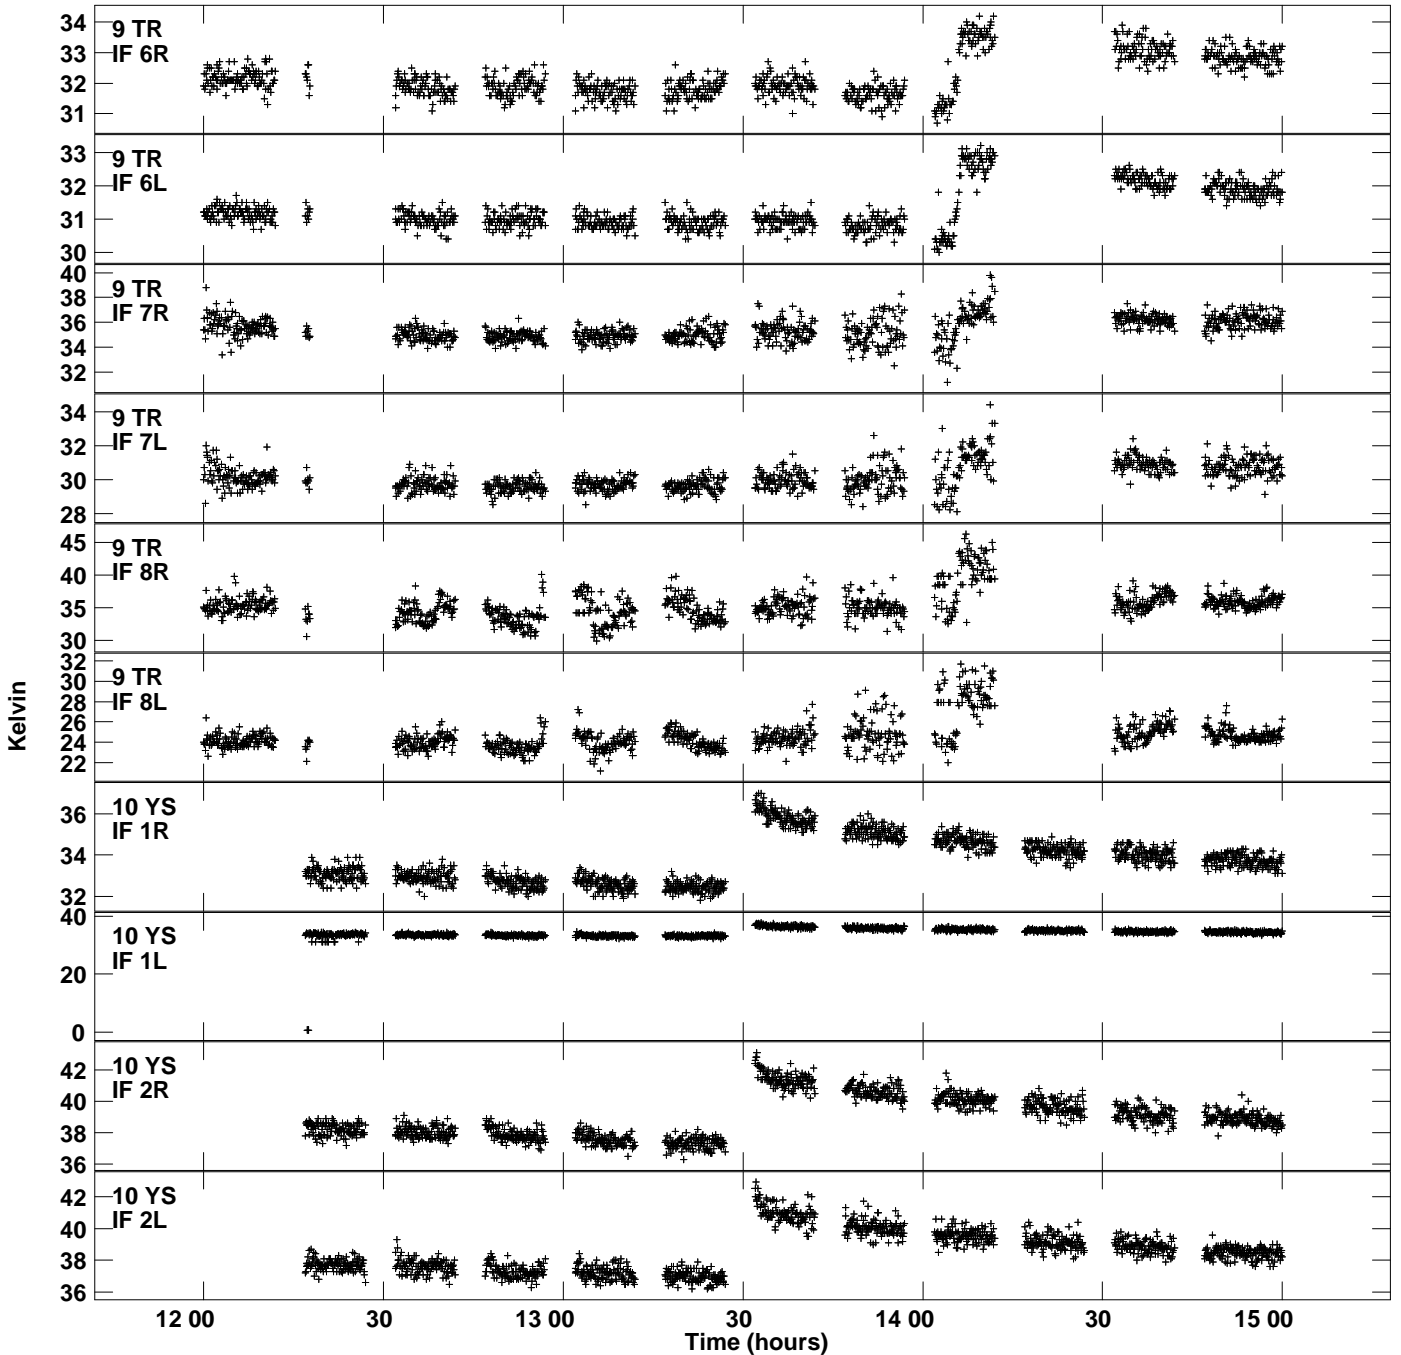 9 TR
IF 6R
34
33
32
31
9 TR
IF 6L
33
32
31
30
9 TR
IF 7R
40
38
36
34
32
9 TR
IF 7L
34
32
30
28
9 TR
IF 8R
45
40
35
30
9 TR
IF 8L
32
30
28
26
24
22
10 YS
IF 1R
36
34
32
10 YS
IF 1L
40
20
0
10 YS
IF 2R
42
40
38
36
10 YS
IF 2L
42
40
38
36
Kelvin
12 00 30 13 00 30 14 00 30 15 00
Time (hours)